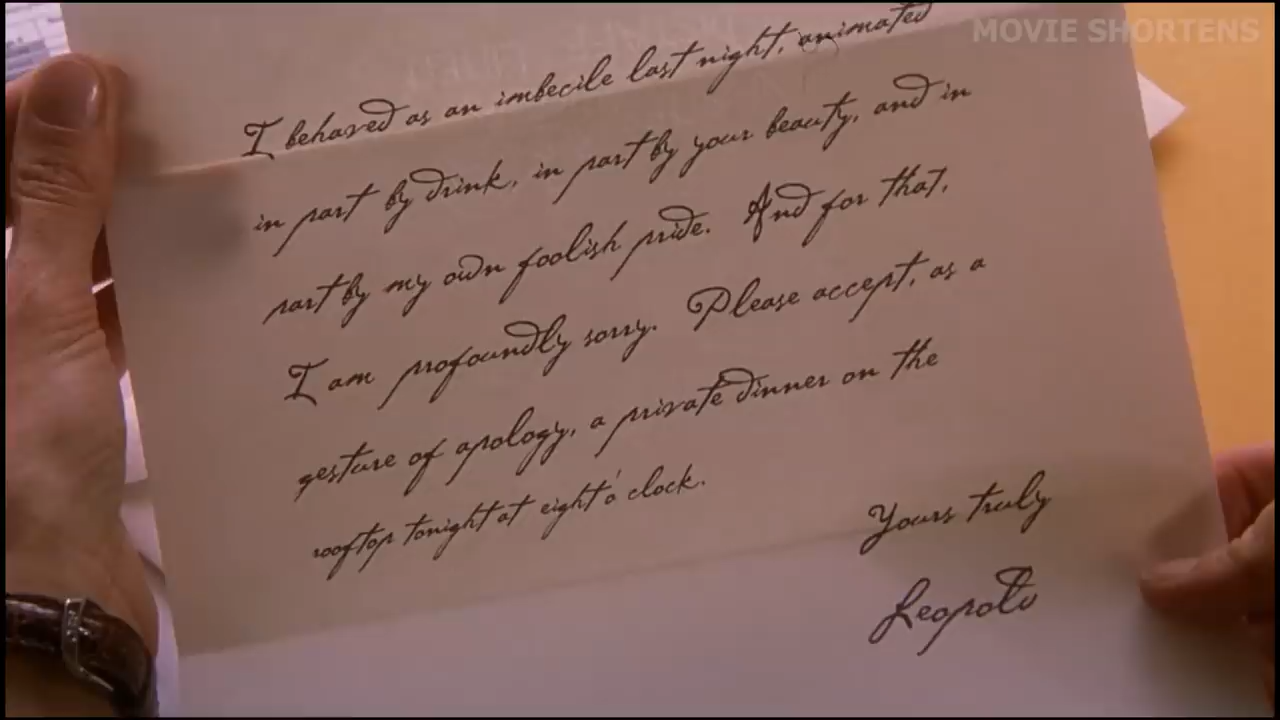 MOVIE SHORTENS
I behaved as an imbecile last night, animated
in part by drink, in part by your beauty, and in
part by my own foolish pride. And for that,
I am profoundly sorry. Please accept, as a
gesture of apology, a private dinner on the
rooftop tonight at eight o'clock.
Yours truly
Leopold